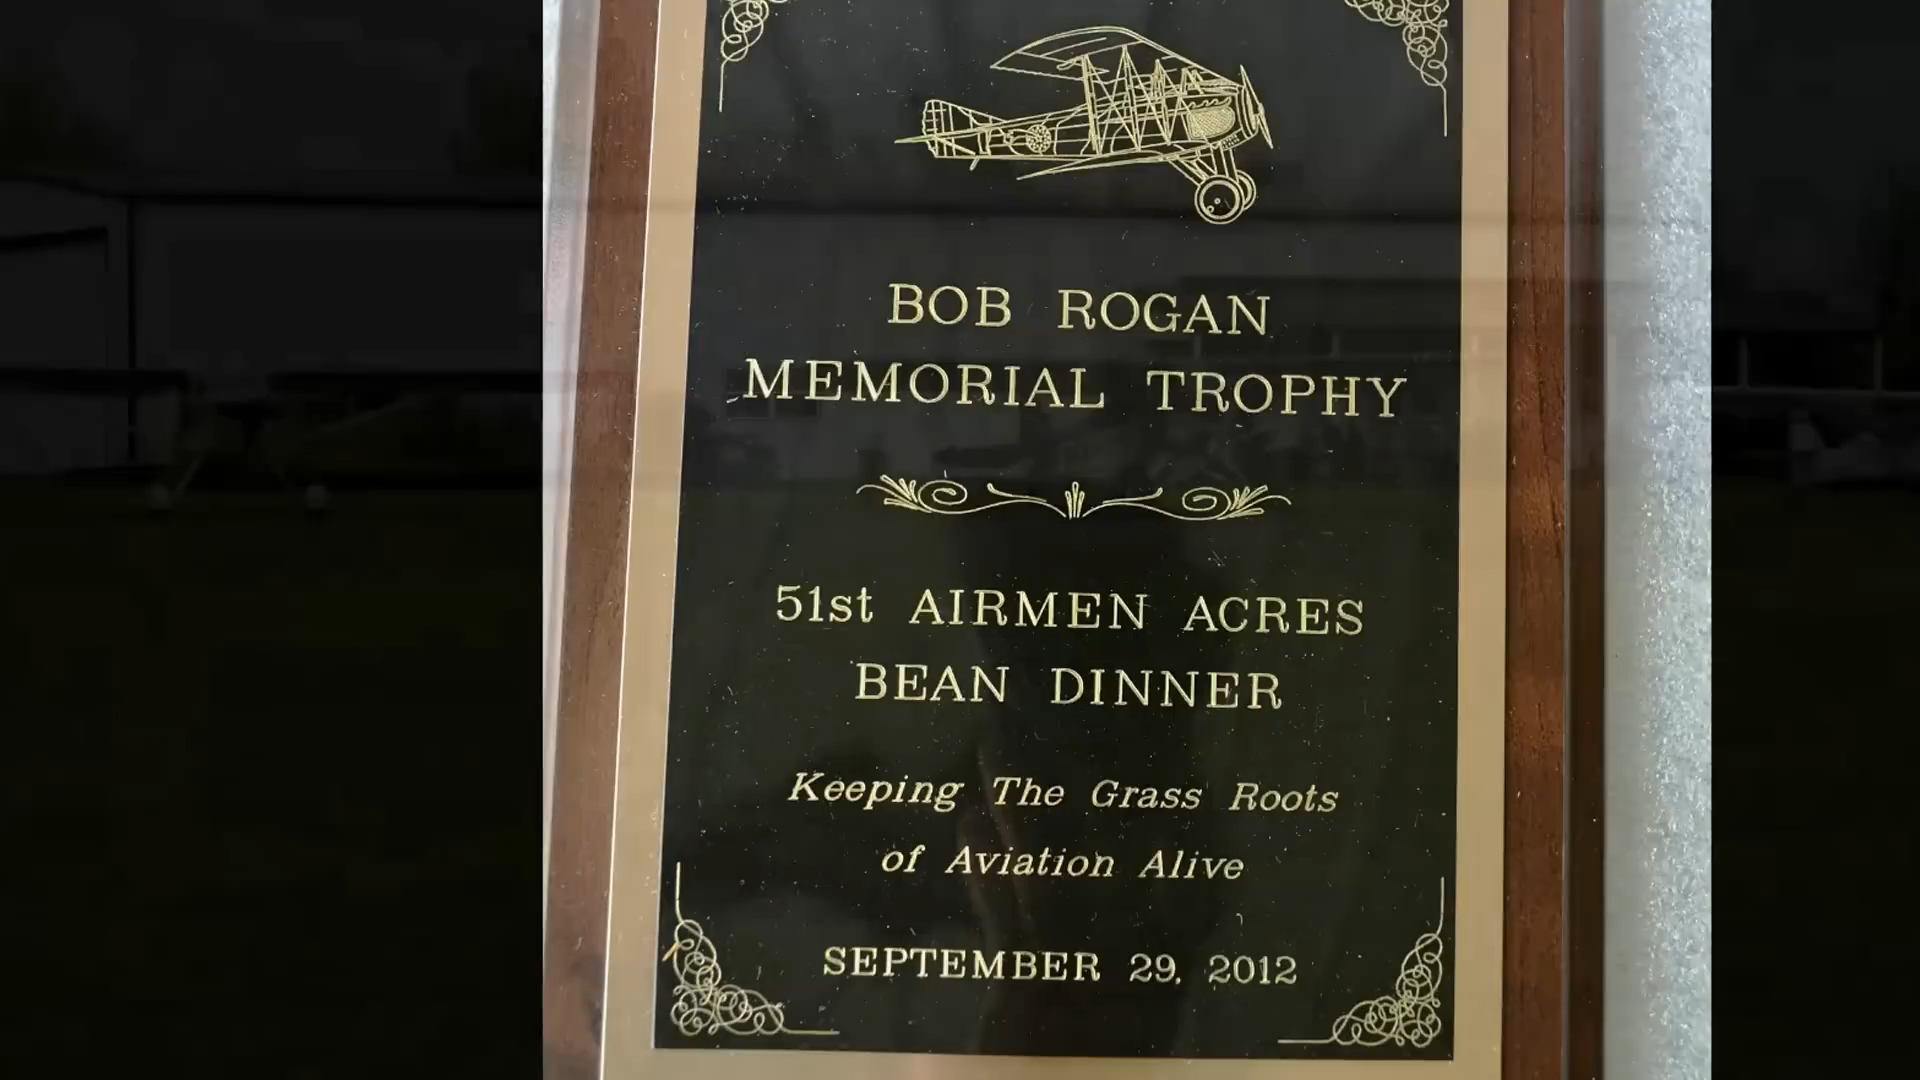 BOB ROGAN
MEMORIAL TROPHY
51st AIRMEN ACRES
BEAN DINNER
Keeping The Grass Roots
of Aviation Alive
SEPTEMBER 29, 2012